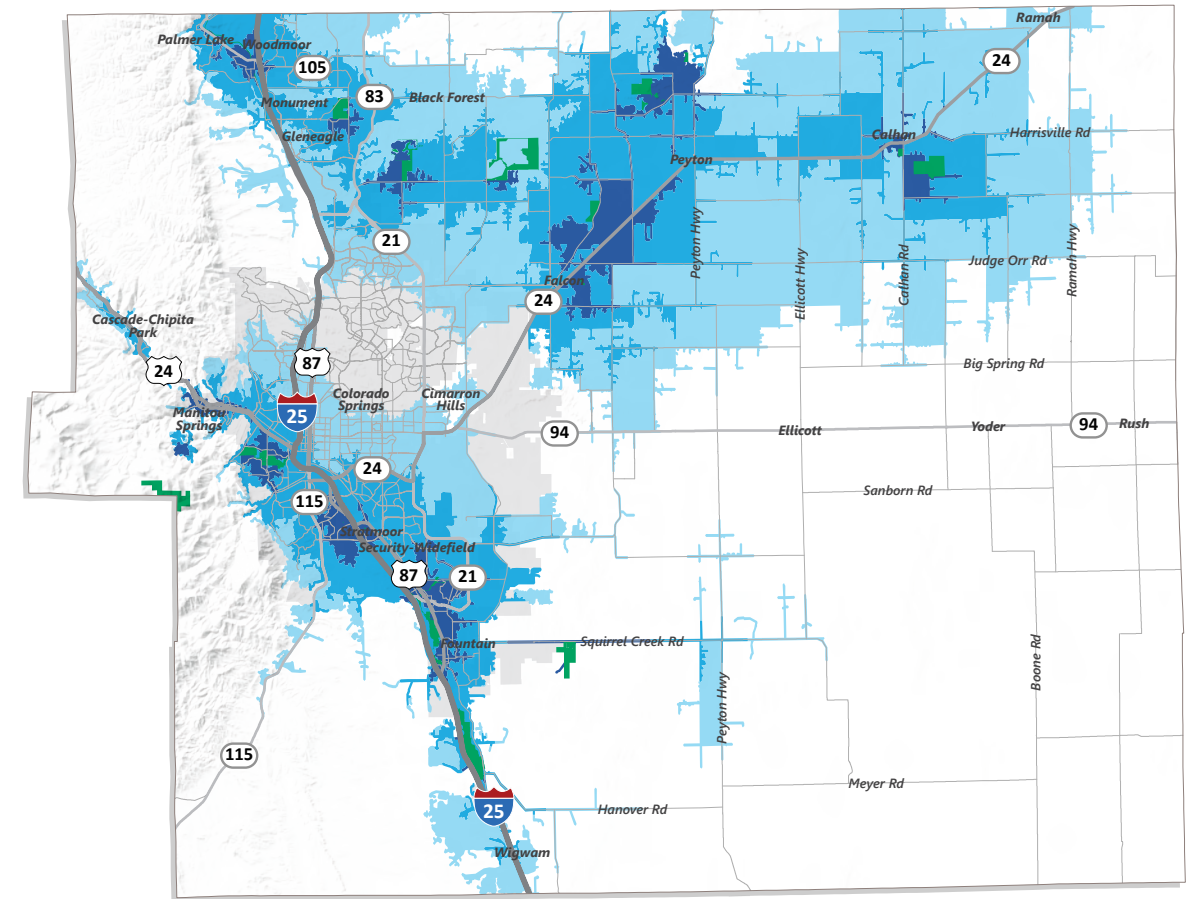 Ramah
Palmer Lake
Woodmoor
24
105
83
Black Forest
Monument
Calhan
Harrisville Rd
Gleneagle
Peyton
21
Peyton Hwy
Ellicott Hwy
Calhan Rd
Judge Orr Rd
Ramah Hwy
Falcon
24
Cascade-Chipita
Park
87
24
Big Spring Rd
Colorado
Springs
Cimarron
Hills
25
Manitou
Springs
94
Ellicott
Yoder
94
Rush
24
Sanborn Rd
115
Stratmoor
Security-Widefield
87
21
Fountain
Squirrel Creek Rd
Boone Rd
Peyton Hwy
115
Meyer Rd
25
Hanover Rd
Wigwam